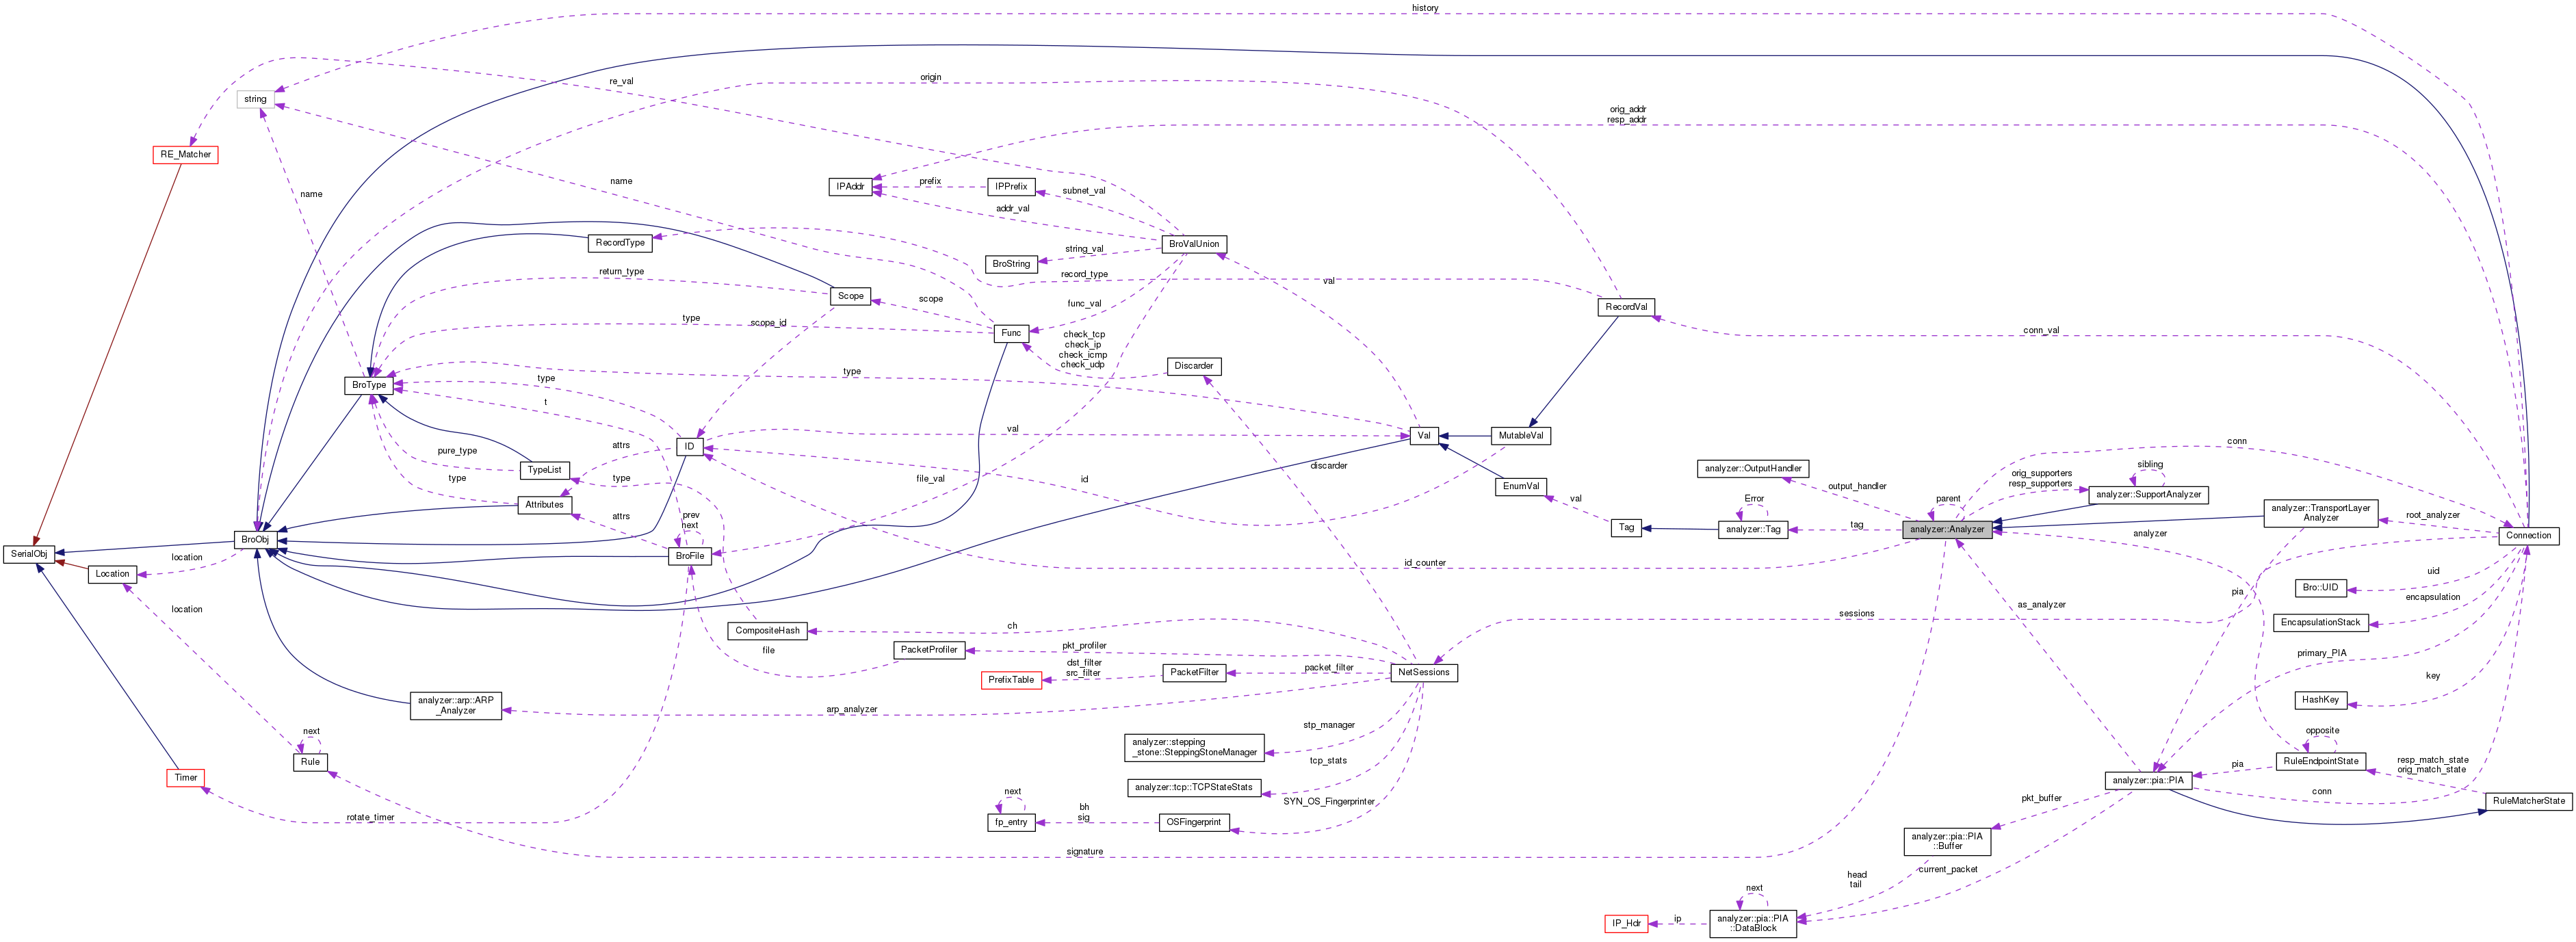 history
re_val
origin
string
orig_addr
resp_addr
RE_Matcher
name
name
IPAddr
prefix
IPPrefix
subnet_val
addr_val
RecordType
string_val
BroValUnion
BroString
return_type
record_type
val
Scope
scope
func_val
RecordVal
type
scope_id
Func
conn_val
check_tcp
check_ip
check_icmp
check_udp
Discarder
BroType
type
type
t
val
Val
MutableVal
ID
attrs
conn
pure_type
TypeList
type
discarder
analyzer::OutputHandler
sibling
orig_supporters
resp_supporters
type
Attributes
file_val
id
EnumVal
output_handler
analyzer::SupportAnalyzer
val
Error
parent
attrs
prev
next
Tag
analyzer::Tag
tag
analyzer::Analyzer
analyzer::TransportLayer
Analyzer
root_analyzer
analyzer
Connection
SerialObj
BroObj
location
BroFile
id_counter
Location
uid
Bro::UID
pia
encapsulation
location
as_analyzer
sessions
EncapsulationStack
CompositeHash
ch
PacketProfiler
pkt_profiler
file
primary_PIA
dst_filter
src_filter
PrefixTable
PacketFilter
packet_filter
NetSessions
key
HashKey
analyzer::arp::ARP
_Analyzer
arp_analyzer
stp_manager
analyzer::stepping
_stone::SteppingStoneManager
next
Rule
opposite
RuleEndpointState
resp_match_state
orig_match_state
tcp_stats
pia
Timer
analyzer::pia::PIA
analyzer::tcp::TCPStateStats
conn
next
bh
sig
SYN_OS_Fingerprinter
pkt_buffer
RuleMatcherState
rotate_timer
fp_entry
OSFingerprint
analyzer::pia::PIA
::Buffer
signature
current_packet
head
tail
next
IP_Hdr
ip
analyzer::pia::PIA
::DataBlock